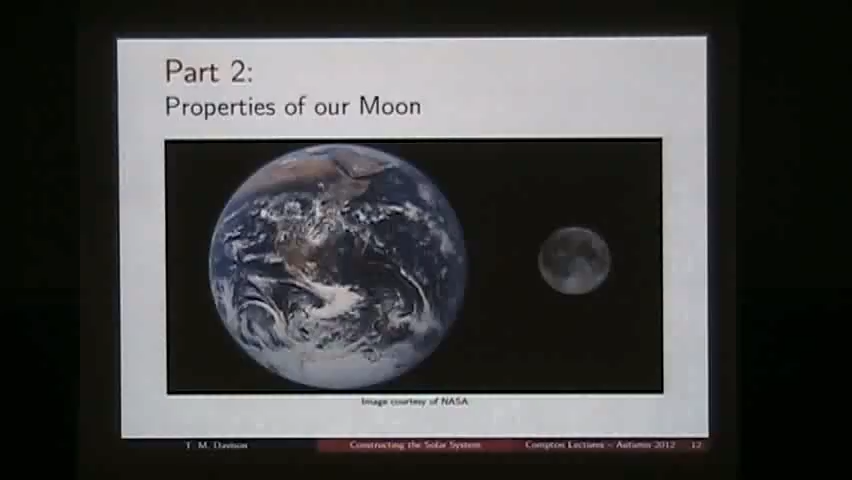 Part 2:
Properties of our Moon
Image courtesy of NASA
T. M. Davison
Constructing the Solar System
Compton Lectures – Autumn 2012
12